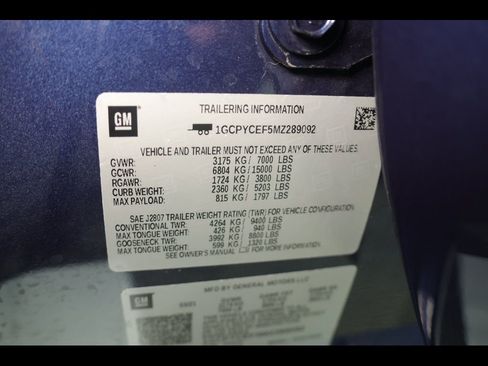 GM
TRAILERING INFORMATION
1GCPYCEF5MZ289092
VEHICLE AND TRAILER MUST NOT EXCEED ANY OF THESE MAXIMUMS
GVWR: 3175 KG / 7000 LBS
GCWR: 6804 KG / 15000 LBS
RGAWR: 1724 KG / 3800 LBS
CURB WEIGHT: 2360 KG / 5203 LBS
MAX PAYLOAD: 815 KG / 1797 LBS
SAE J2807 TRAILER WEIGHT RATING (TWR) FOR VEHICLE CONFIGURATION
CONVENTIONAL TWR: 4264 KG / 9400 LBS
MAX TONGUE WEIGHT: 426 KG / 940 LBS
GOOSENECK TWR: 3992 KG / 8800 LBS
MAX TONGUE WEIGHT: 599 KG / 1320 LBS
SEE OWNER'S MANUAL
GM
MFD BY GENERAL MOTORS LLC